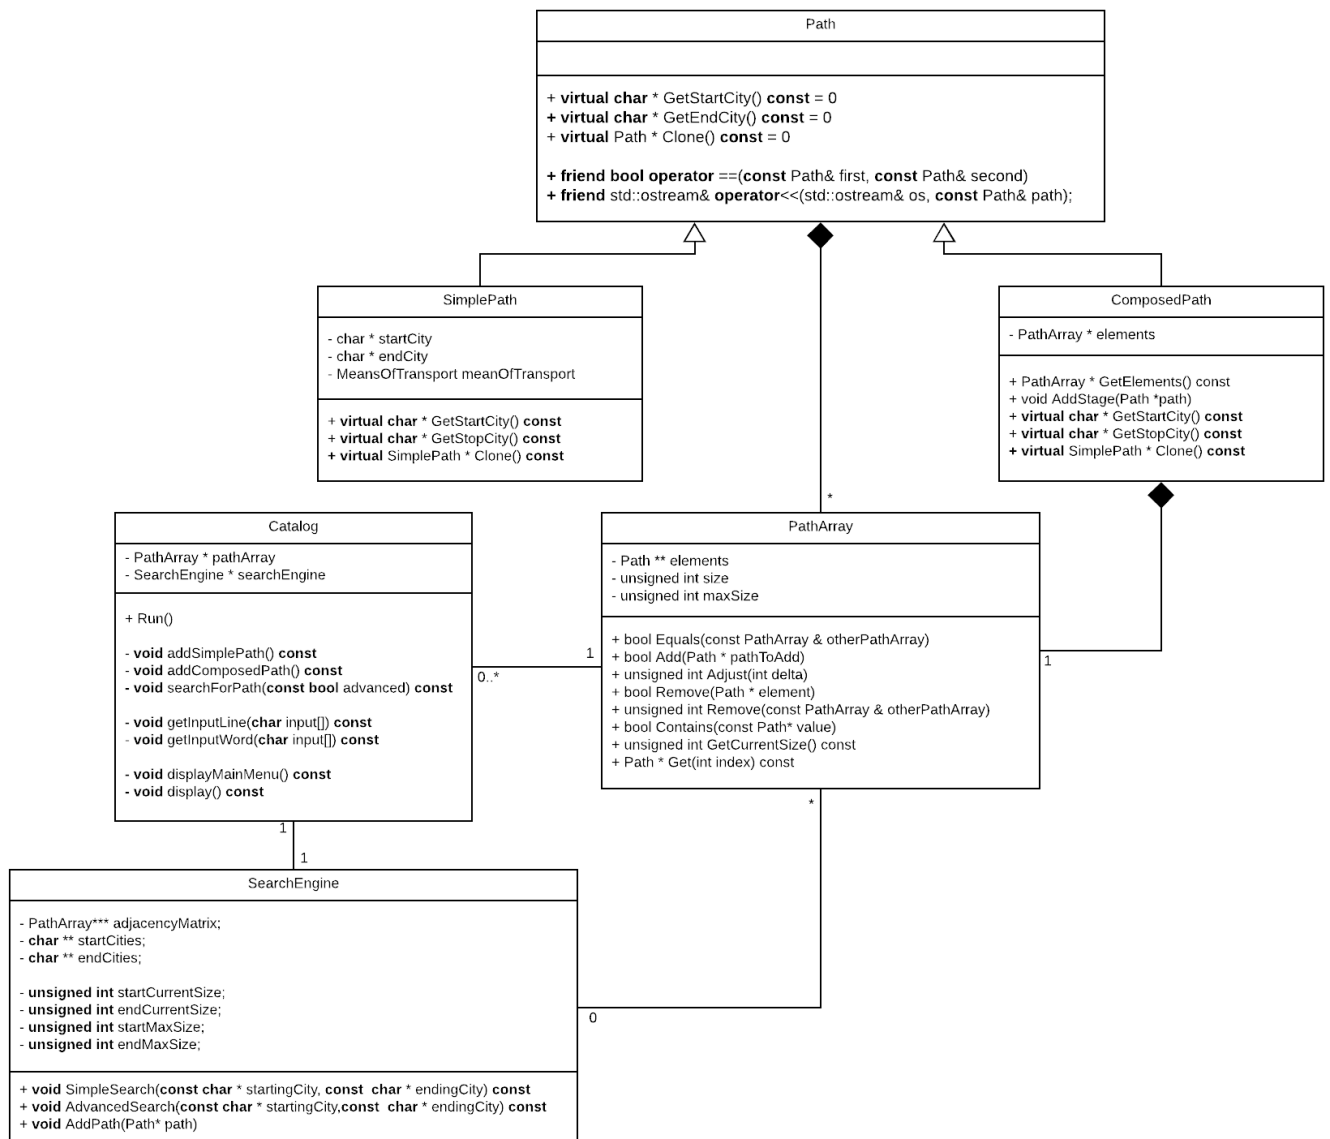 Path
+ virtual char * GetStartCity() const = 0
+ virtual char * GetEndCity() const = 0
+ virtual Path * Clone() const = 0
+ friend bool operator ==(const Path& first, const Path& second)
+ friend std::ostream& operator<<(std::ostream& os, const Path& path);
SimplePath
- char * startCity
- char * endCity
- MeansOfTransport meanOfTransport
+ virtual char * GetStartCity() const
+ virtual char * GetStopCity() const
+ virtual SimplePath * Clone() const
ComposedPath
- PathArray * elements
+ PathArray * GetElements() const
+ void AddStage(Path *path)
+ virtual char * GetStartCity() const
+ virtual char * GetStopCity() const
+ virtual SimplePath * Clone() const
*
Catalog
- PathArray * pathArray
- SearchEngine * searchEngine
+ Run()
- void addSimplePath() const
- void addComposedPath() const
- void searchForPath(const bool advanced) const
- void getInputLine(char input[]) const
- void getInputWord(char input[]) const
- void displayMainMenu() const
- void display() const
1
0..*
PathArray
- Path ** elements
- unsigned int size
- unsigned int maxSize
+ bool Equals(const PathArray & otherPathArray)
+ bool Add(Path * pathToAdd)
+ unsigned int Adjust(int delta)
+ bool Remove(Path * element)
+ unsigned int Remove(const PathArray & otherPathArray)
+ bool Contains(const Path* value)
+ unsigned int GetCurrentSize() const
+ Path * Get(int index) const
1
*
1
1
SearchEngine
- PathArray*** adjacencyMatrix;
- char ** startCities;
- char ** endCities;
- unsigned int startCurrentSize;
- unsigned int endCurrentSize;
- unsigned int startMaxSize;
- unsigned int endMaxSize;
+ void SimpleSearch(const char * startingCity, const char * endingCity) const
+ void AdvancedSearch(const char * startingCity,const char * endingCity) const
+ void AddPath(Path* path)
0